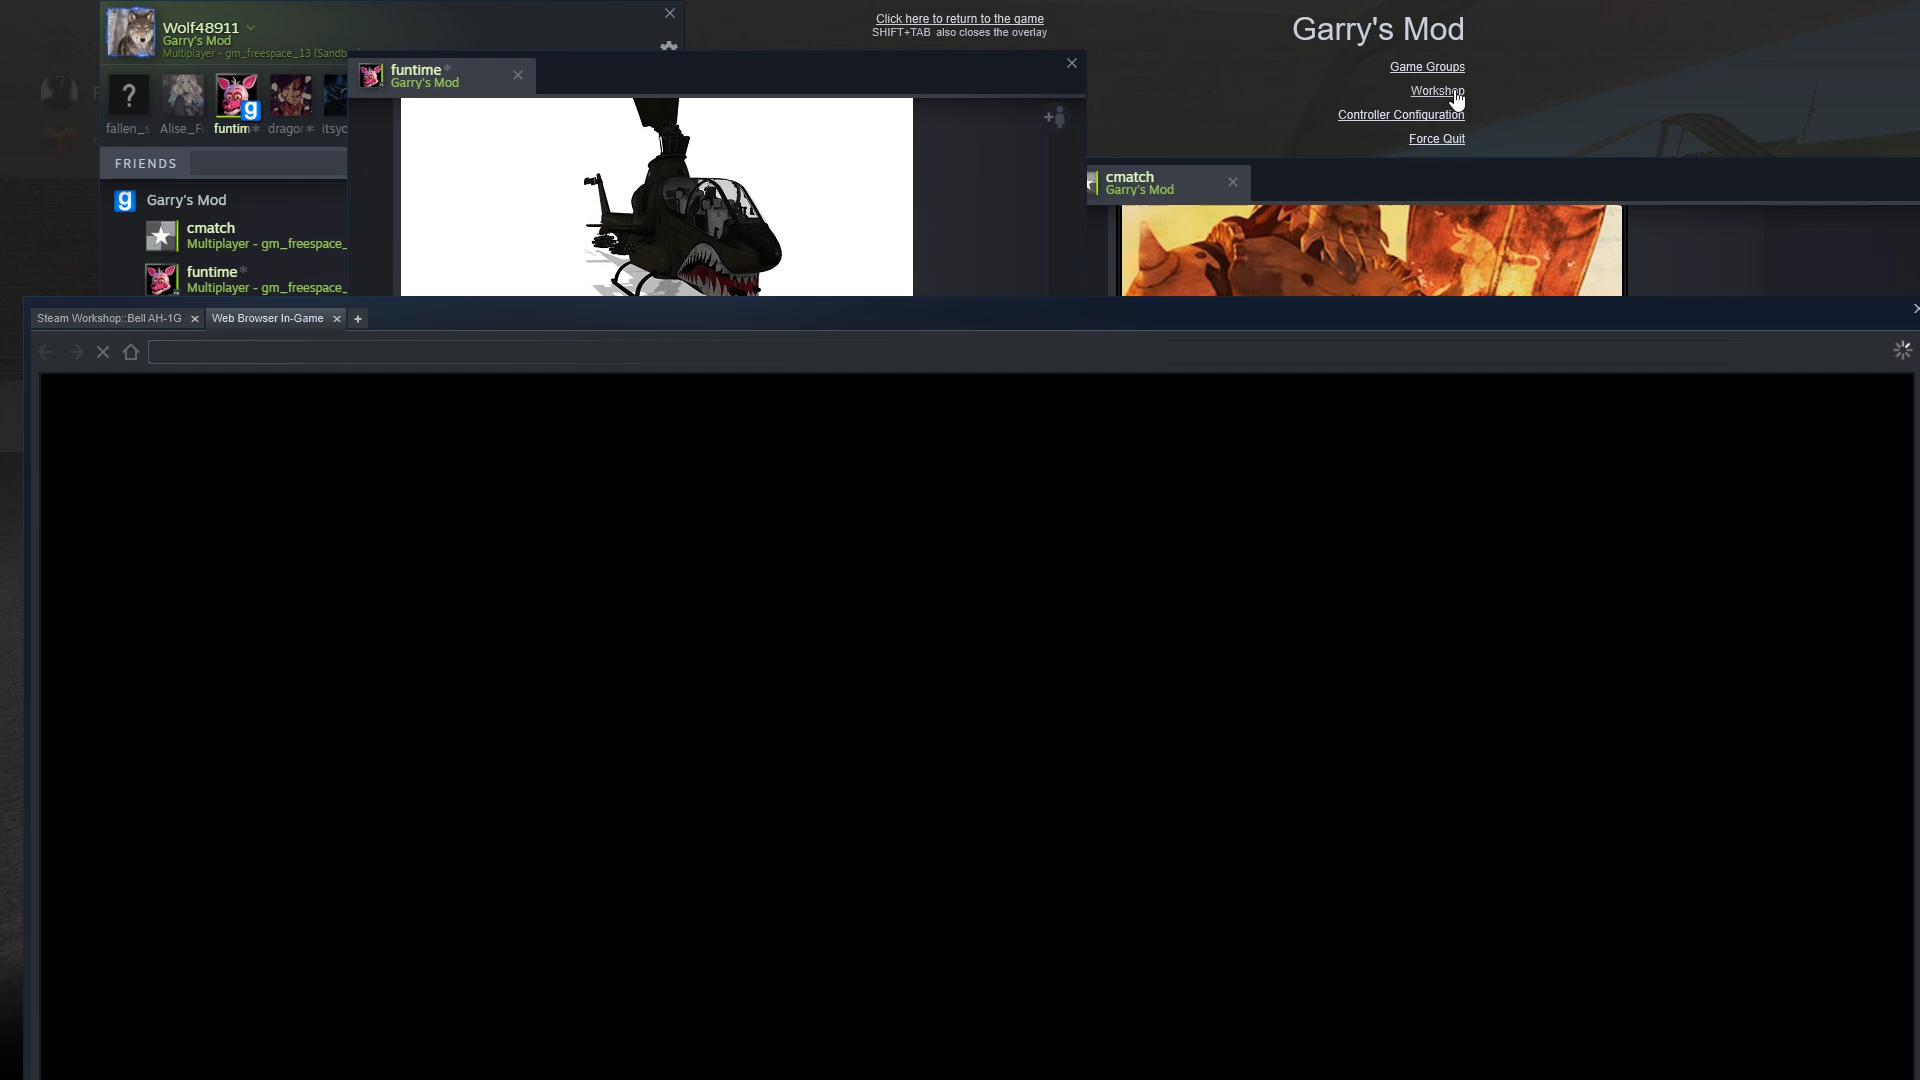 Wolf48911
Garry's Mod
Multiplayer - gm_freespace_13 (Sandb
fallen_s
Alise_F
funtim*
drago*
itsyc
FRIENDS
Garry's Mod
cmatch
Multiplayer - gm_freespace_
funtime*
Multiplayer - gm_freespace_
funtime*
Garry's Mod
Click here to return to the game
SHIFT+TAB also closes the overlay
Garry's Mod
Game Groups
Workshop
Controller Configuration
Force Quit
cmatch
Garry's Mod
Steam Workshop::Bell AH-1G
Web Browser In-Game